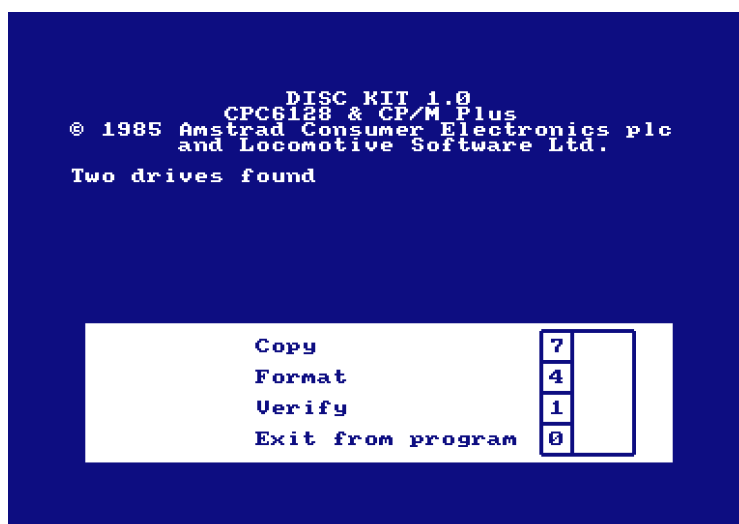 DISC KIT 1.0
CPC6128 & CP/M Plus
© 1985 Amstrad Consumer Electronics plc
and Locomotive Software Ltd.
Two drives found
Copy 7
Format 4
Verify 1
Exit from program 0